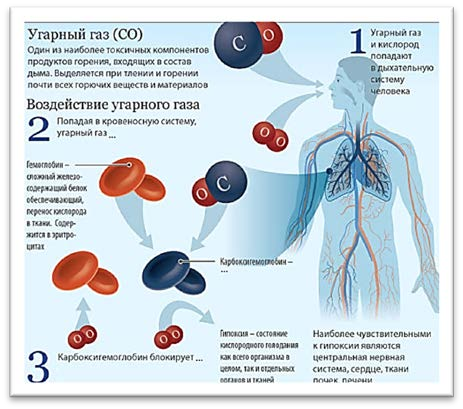 Угарный газ (CO)
Один из наиболее токсичных компонентов
продуктов горения, входящих в состав
дыма. Выделяется при тлении и горении
почти всех горючих веществ и материалов
C O
O O
1 Угарный газ
и кислород
попадают
в дыхательную
систему
человека
Воздействие угарного газа
2 Попадая в кровеносную систему,
угарный газ ...
Гемоглобин –
сложный железо-
содержащий белок
обеспечивающий,
перенос кислорода
в ткани. Содер-
жится в эритро-
цитах
O C
O O
Карбоксигемоглобин –
...
O O
O O
3 Карбоксигемоглобин блокирует ...
Гипоксия – состояние
кислородного голодания
как всего организма в
целом, так и отдельных
органов и тканей
Наиболее чувствительными
к гипоксии являются
центральная нервная
система, сердце, ткани
почек, печени